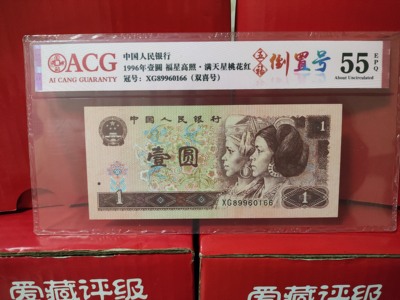 ACG
AI CANG GUARANTY
中国人民银行
1996年壹圆 福星高照·满天星桃花红
冠号：XG89960166（双喜号）
五福
倒置号
55
EPQ
About Uncirculated
中国人民银行
1
壹圆
XG89960166
1
1
爱藏评级
爱藏评级